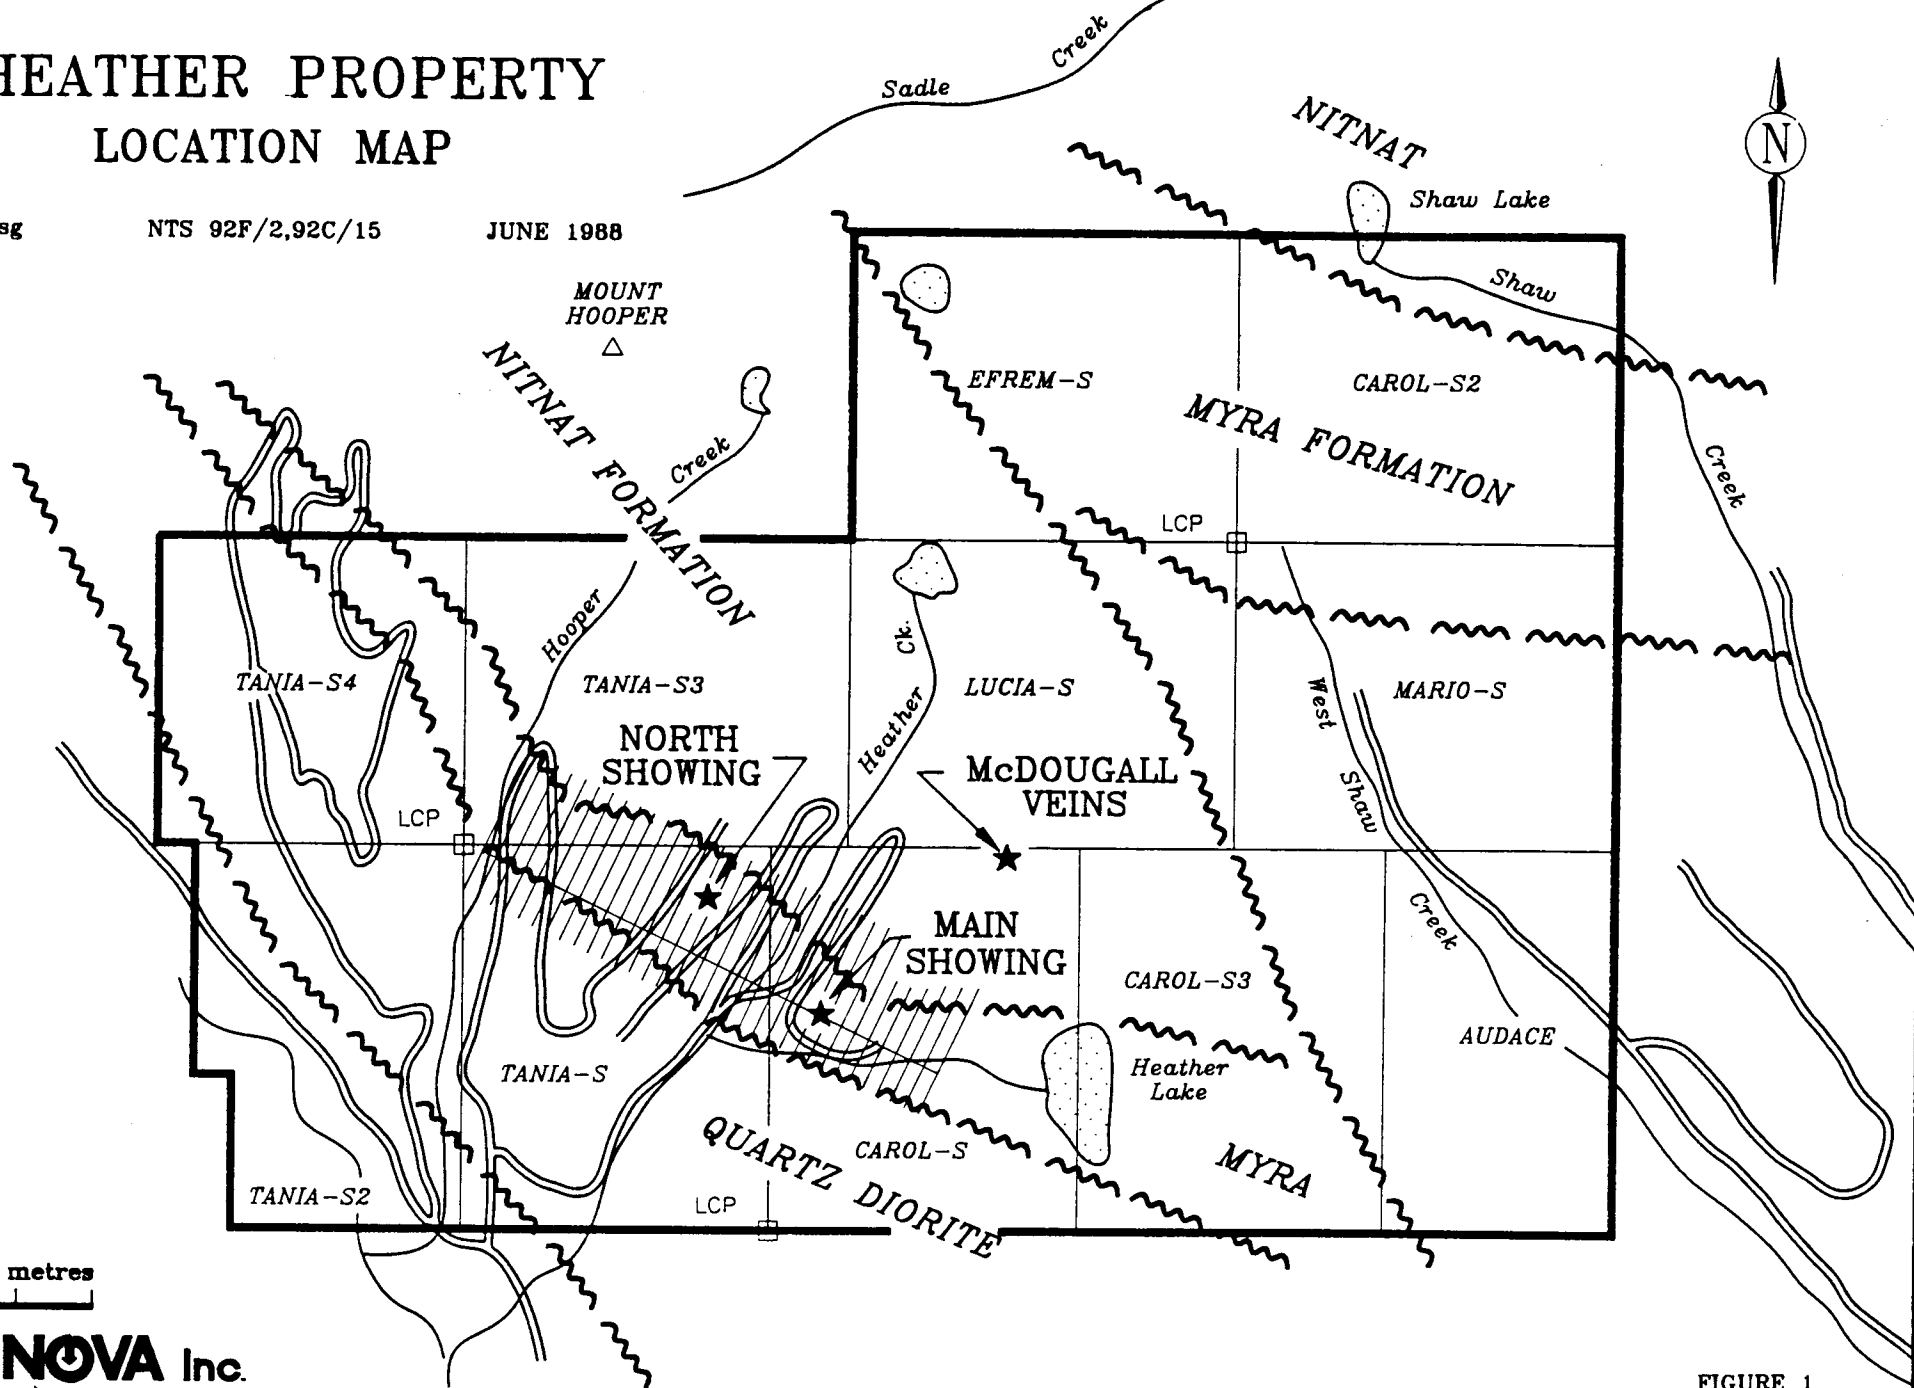 HEATHER PROPERTY
LOCATION MAP
sg
NTS 92F/2,92C/15
JUNE 1988
Sadle
Creek
NITNAT
Shaw Lake
N
Shaw
Creek
MOUNT
HOOPER
NITNAT FORMATION
Creek
Hooper
EFREM-S
CAROL-S2
MYRA FORMATION
LCP
TANIA-S4
TANIA-S3
Ck.
Heather
LUCIA-S
West
Shaw
Creek
MARIO-S
NORTH
SHOWING
McDOUGALL
VEINS
LCP
MAIN
SHOWING
CAROL-S3
AUDACE
TANIA-S
Heather
Lake
QUARTZ DIORITE
CAROL-S
MYRA
TANIA-S2
LCP
metres
NOVA Inc.
FIGURE 1